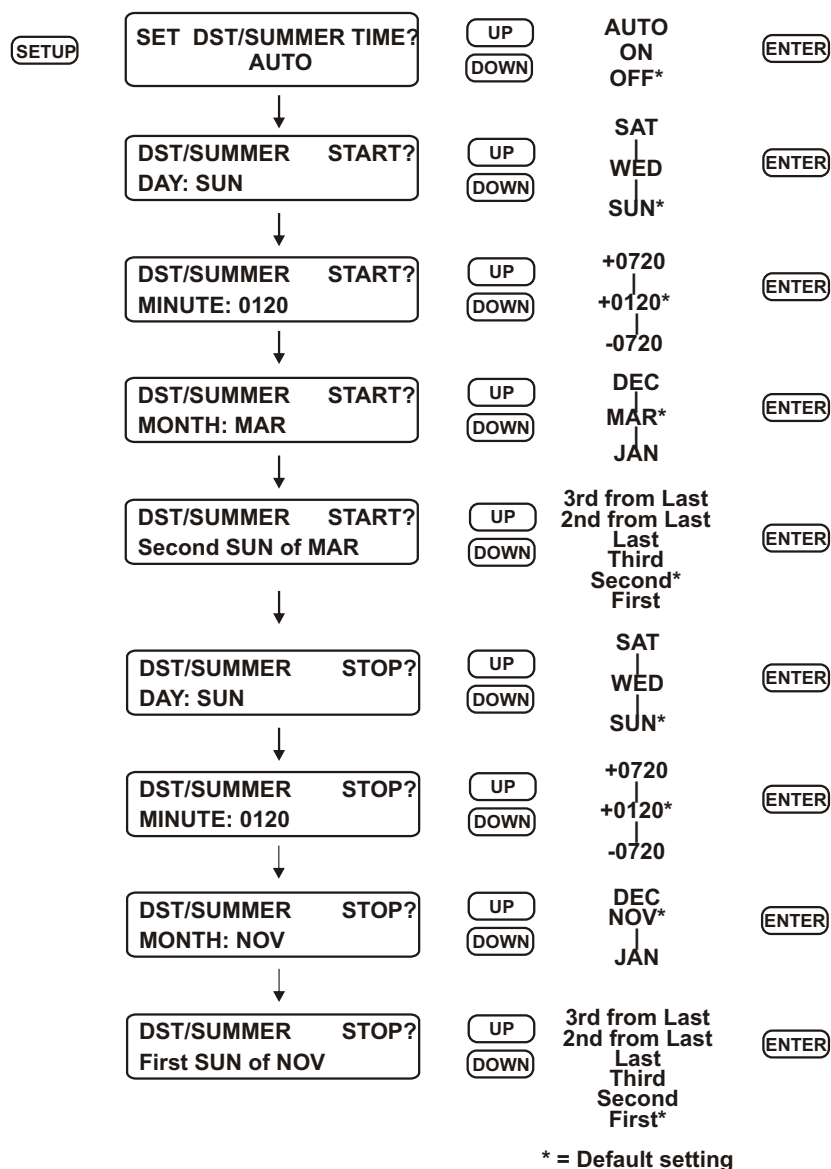 SETUP
SET DST/SUMMER TIME?
AUTO
UP
DOWN
AUTO
ON
OFF*
ENTER
DST/SUMMER START?
DAY: SUN
UP
DOWN
SAT
WED
SUN*
ENTER
DST/SUMMER START?
MINUTE: 0120
UP
DOWN
+0720
+0120*
-0720
ENTER
DST/SUMMER START?
MONTH: MAR
UP
DOWN
DEC
MAR*
JAN
ENTER
DST/SUMMER START?
Second SUN of MAR
UP
DOWN
3rd from Last
2nd from Last
Last
Third
Second*
First
ENTER
DST/SUMMER STOP?
DAY: SUN
UP
DOWN
SAT
WED
SUN*
ENTER
DST/SUMMER STOP?
MINUTE: 0120
UP
DOWN
+0720
+0120*
-0720
ENTER
DST/SUMMER STOP?
MONTH: NOV
UP
DOWN
DEC
NOV*
JAN
ENTER
DST/SUMMER STOP?
First SUN of NOV
UP
DOWN
3rd from Last
2nd from Last
Last
Third
Second
First*
ENTER
* = Default setting